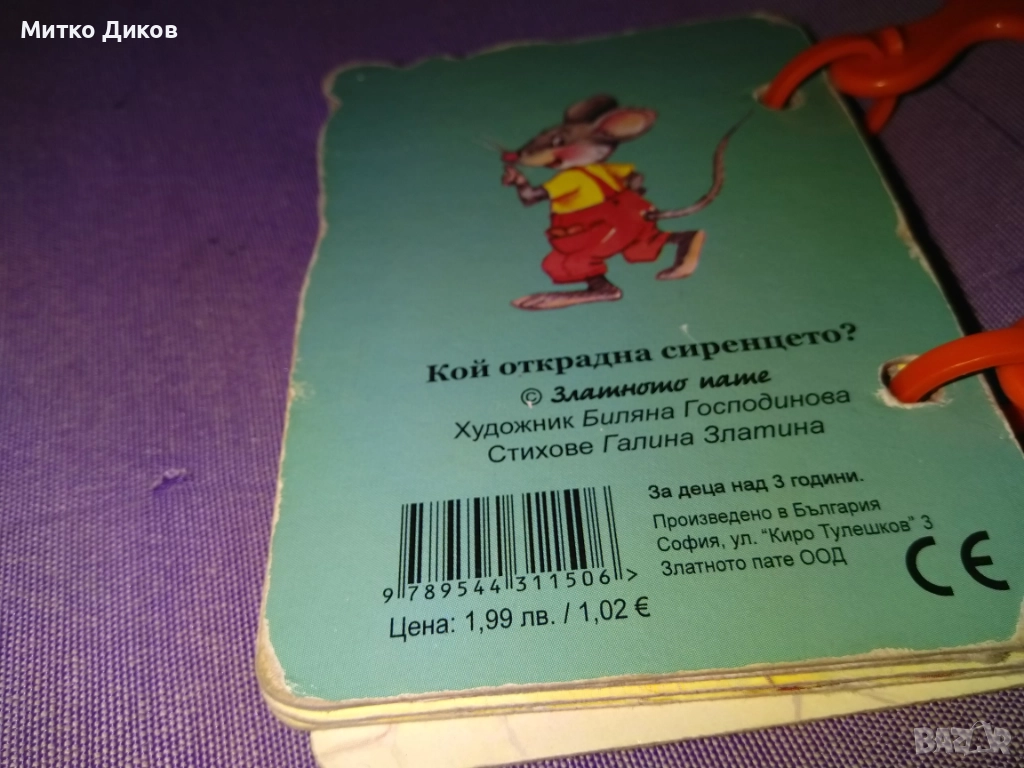 Митко Диков
Кой открадна сиренцето?
© Златното пате
Художник Биляна Господинова
Стихове Галина Златина
За деца над 3 години.
Произведено в България
София, ул. “Киро Тулешков” 3
Златното пате ООД
CE
9 789544 311506 >
Цена: 1,99 лв. / 1,02 €
BAZAR